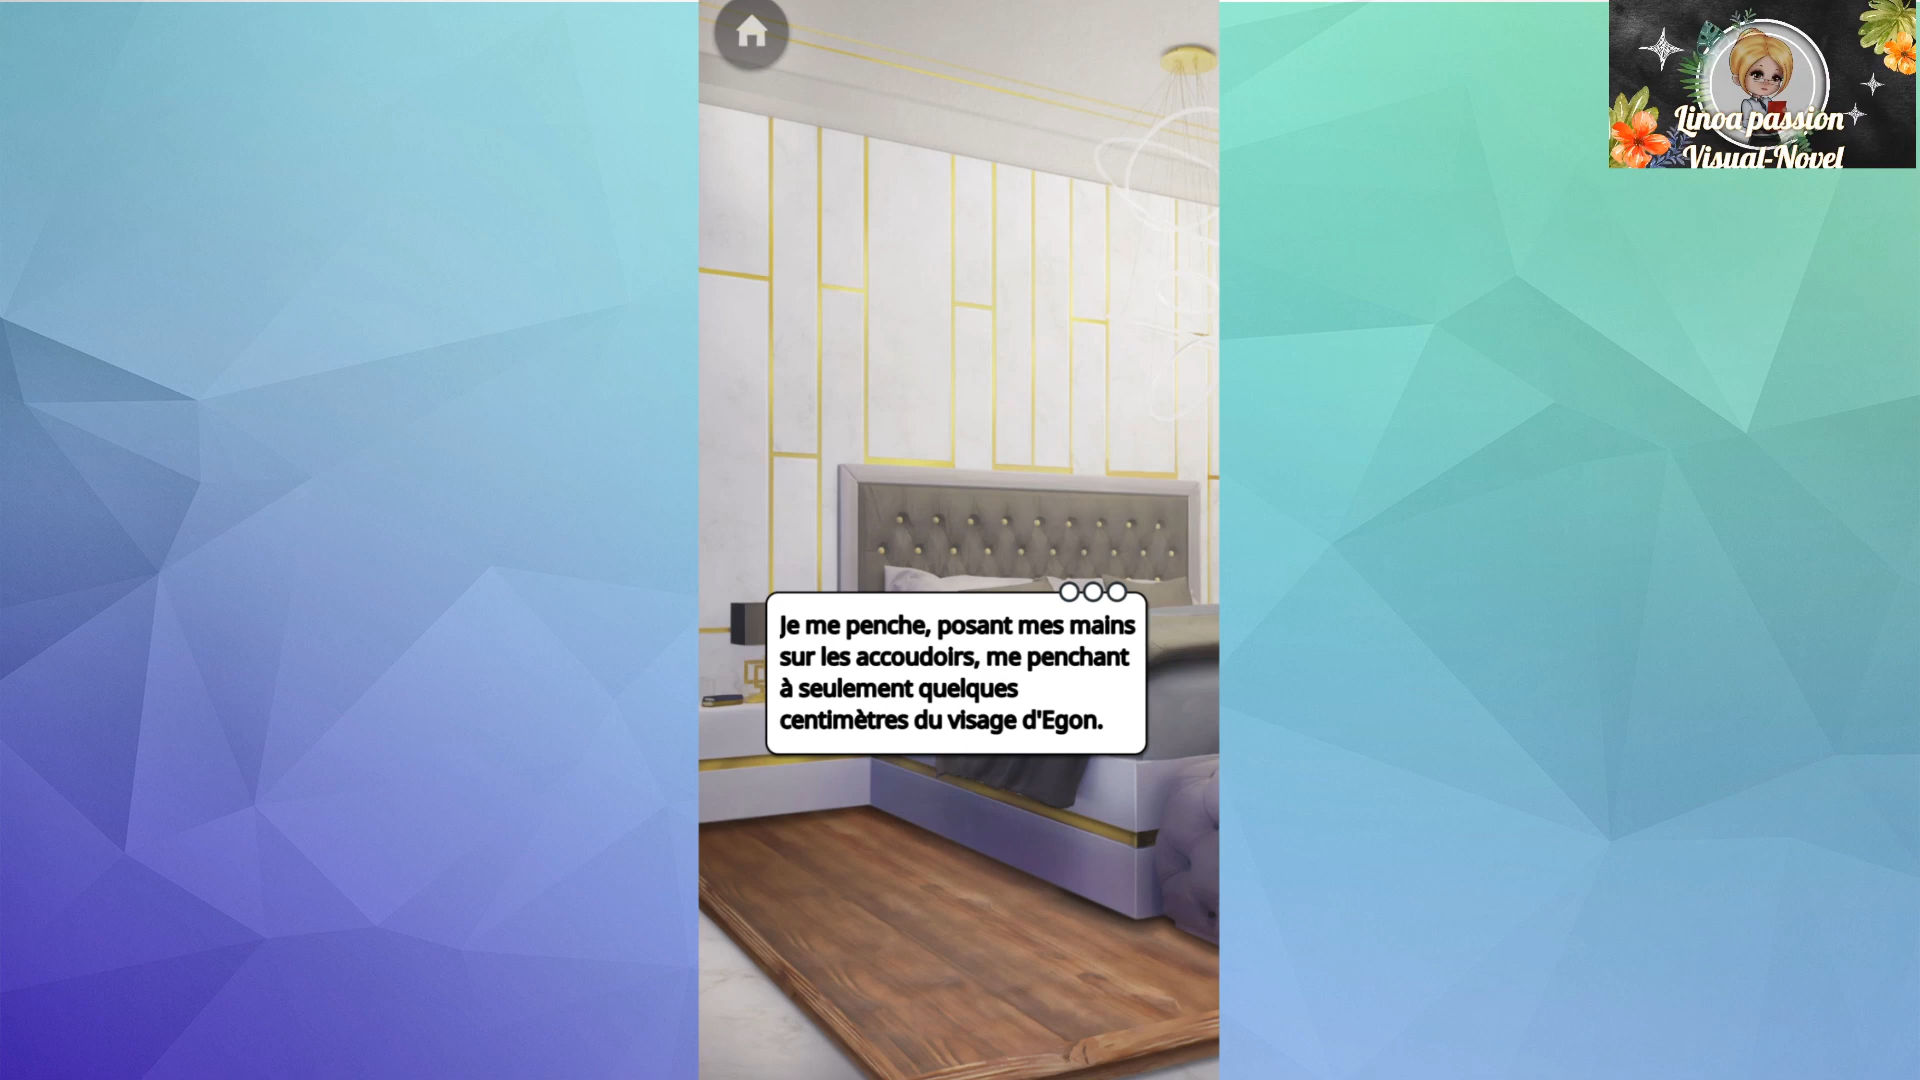 Linoa passion
Visual-Novel
Je me penche, posant mes mains
sur les accoudoirs, me penchant
à seulement quelques
centimètres du visage d'Egon.